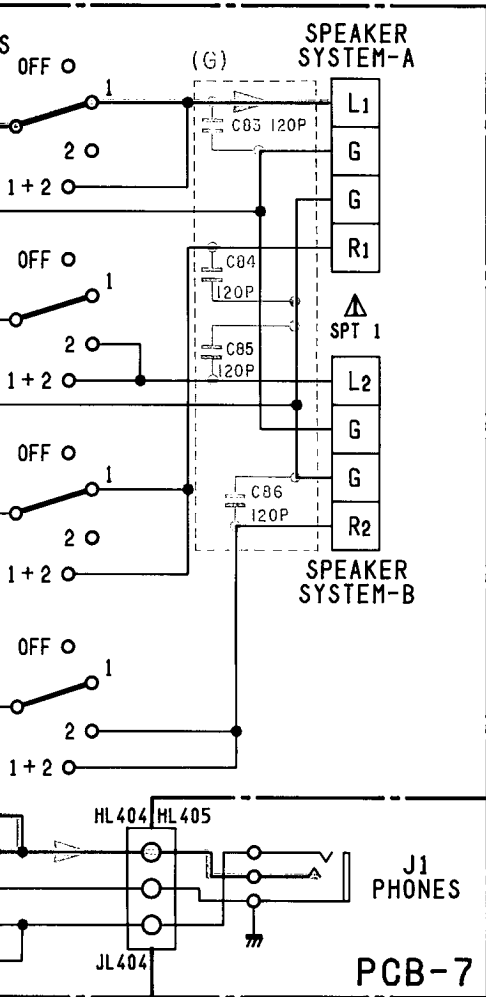 S
SPEAKER
SYSTEM-A
OFF
(G)
1
L1
C83 120P
2
G
1+2
G
R1
OFF
C84
120P
1
SPT 1
2
C85
120P
1+2
L2
G
OFF
1
G
C86
120P
2
R2
1+2
SPEAKER
SYSTEM-B
OFF
1
2
1+2
HL404 HL405
J1
PHONES
JL404
PCB-7